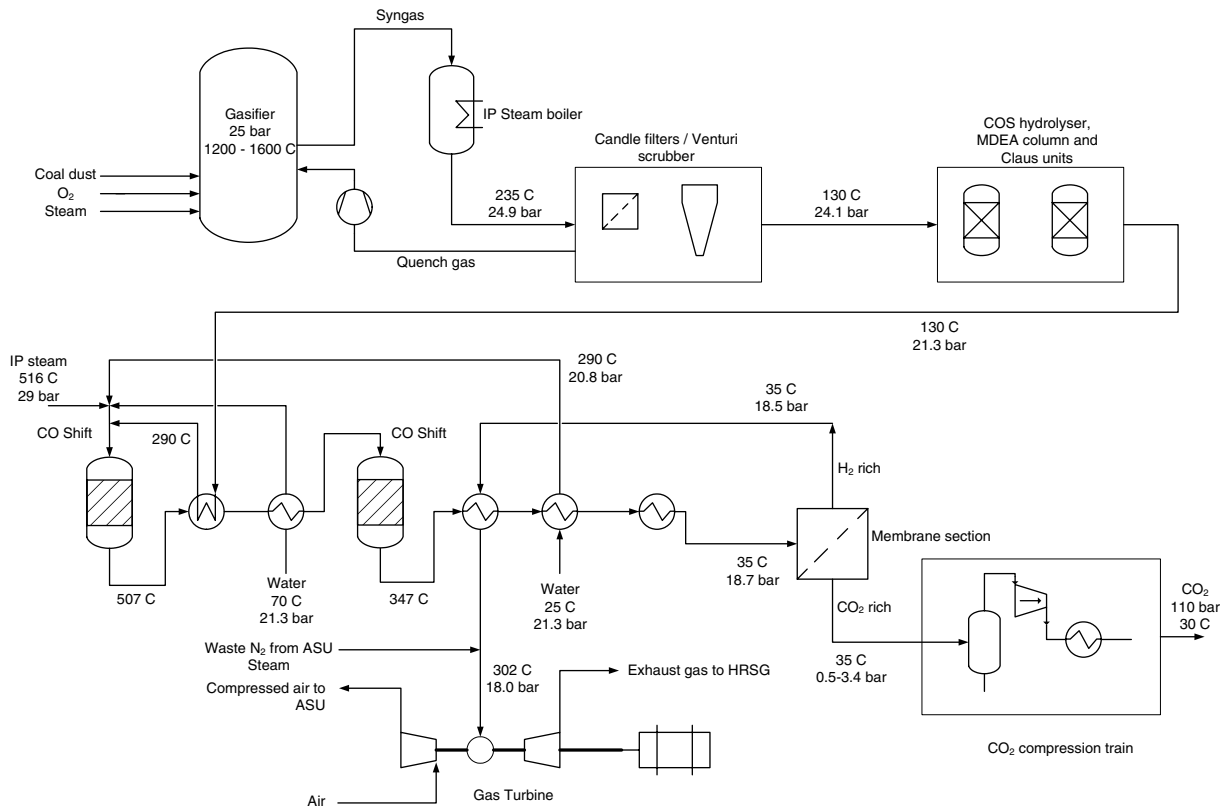 Syngas
Gasifier
25 bar
1200 - 1600 C
IP Steam boiler
Coal dust
O₂
Steam
Quench gas
235 C
24.9 bar
Candle filters / Venturi
scrubber
130 C
24.1 bar
COS hydrolyser,
MDEA column and
Claus units
130 C
21.3 bar
IP steam
516 C
29 bar
CO Shift
290 C
507 C
Water
70 C
21.3 bar
CO Shift
347 C
290 C
20.8 bar
Water
25 C
21.3 bar
35 C
18.5 bar
H₂ rich
Membrane section
35 C
18.7 bar
CO₂ rich
35 C
0.5-3.4 bar
CO₂
110 bar
30 C
CO₂ compression train
Waste N₂ from ASU
Steam
302 C
18.0 bar
Compressed air to
ASU
Exhaust gas to HRSG
Air
Gas Turbine